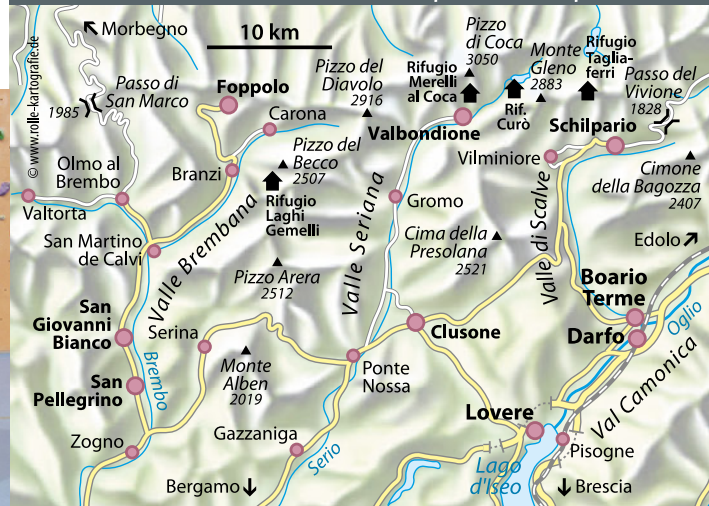 © www.rolle-kartografie.de
Morbegno
10 km
Passo di
San Marco
1985
Foppolo
Carona
Pizzo del
Diavolo
2916
Rifugio
Merelli
al Coca
Pizzo
di Coca
3050
Monte
Gleno
2883
Rifugio
Taglia-
ferri
Passo del
Vivione
1828
Rif.
Curò
Valbondione
Schilpario
Vilminiore
Olmo al
Brembo
Valtorta
Branzi
Pizzo del
Becco
2507
Rifugio
Laghi
Gemelli
Gromo
Cimone
della Bagozza
2407
Valle Brembana
Valle Seriana
Valle di Scalve
San Martino
de Calvi
Pizzo Arera
2512
Cima della
Presolana
2521
Edolo
Boario
Terme
Darfo
Oglio
San
Giovanni
Bianco
Serina
Clusone
Brembo
Monte
Alben
2019
Ponte
Nossa
Val Camonica
San
Pellegrino
Lovere
Zogno
Gazzaniga
Serio
Pisogne
Lago
d'Iseo
Bergamo
Brescia